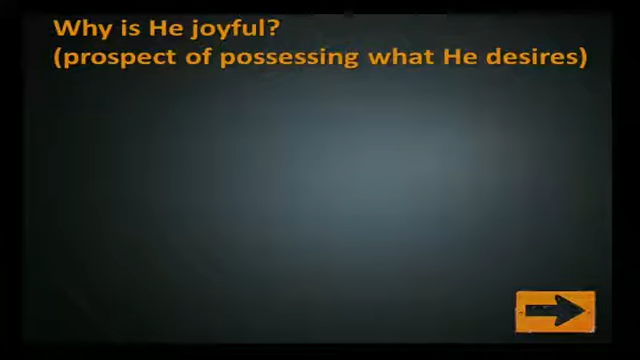 Why is He joyful?
(prospect of possessing what He desires)